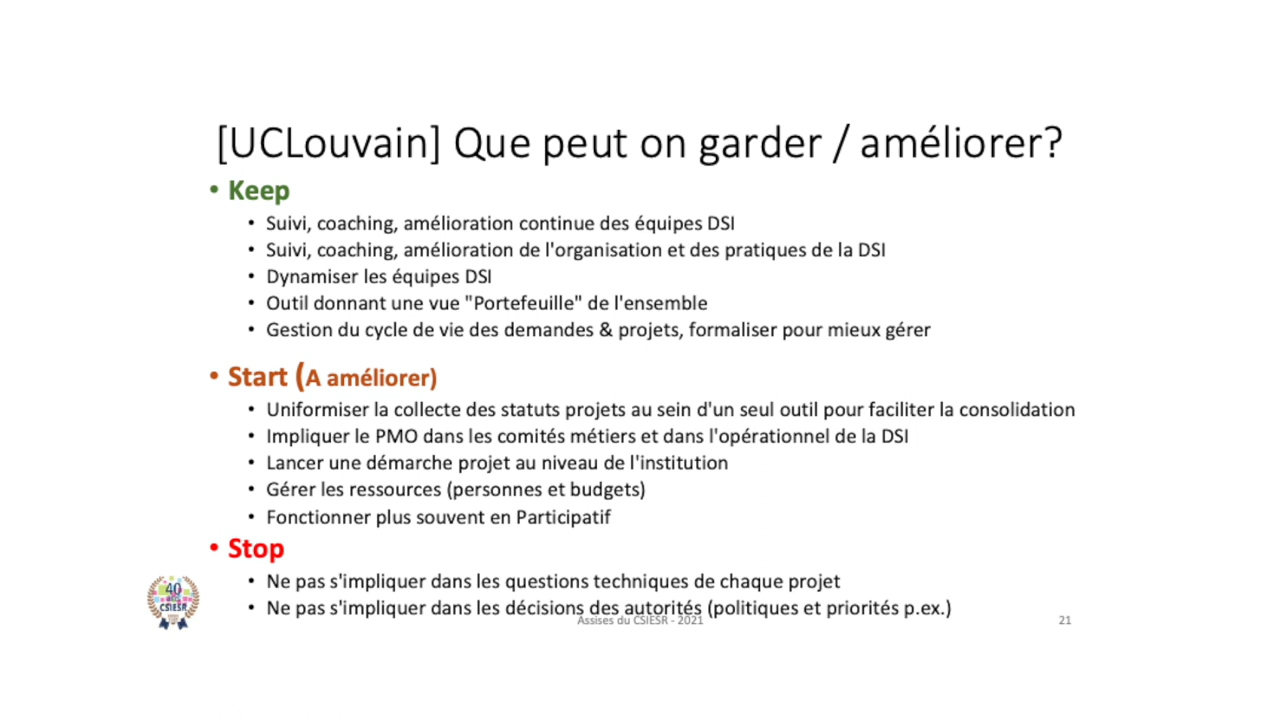 [UCLouvain] Que peut on garder / améliorer?
• Keep
• Suivi, coaching, amélioration continue des équipes DSI
• Suivi, coaching, amélioration de l'organisation et des pratiques de la DSI
• Dynamiser les équipes DSI
• Outil donnant une vue "Portefeuille" de l'ensemble
• Gestion du cycle de vie des demandes & projets, formaliser pour mieux gérer
• Start (A améliorer)
• Uniformiser la collecte des statuts projets au sein d'un seul outil pour faciliter la consolidation
• Impliquer le PMO dans les comités métiers et dans l'opérationnel de la DSI
• Lancer une démarche projet au niveau de l'institution
• Gérer les ressources (personnes et budgets)
• Fonctionner plus souvent en Participatif
• Stop
• Ne pas s'impliquer dans les questions techniques de chaque projet
• Ne pas s'impliquer dans les décisions des autorités (politiques et priorités p.ex.)
40
ans
CSIESR
Assises du CSIESR - 2021
21